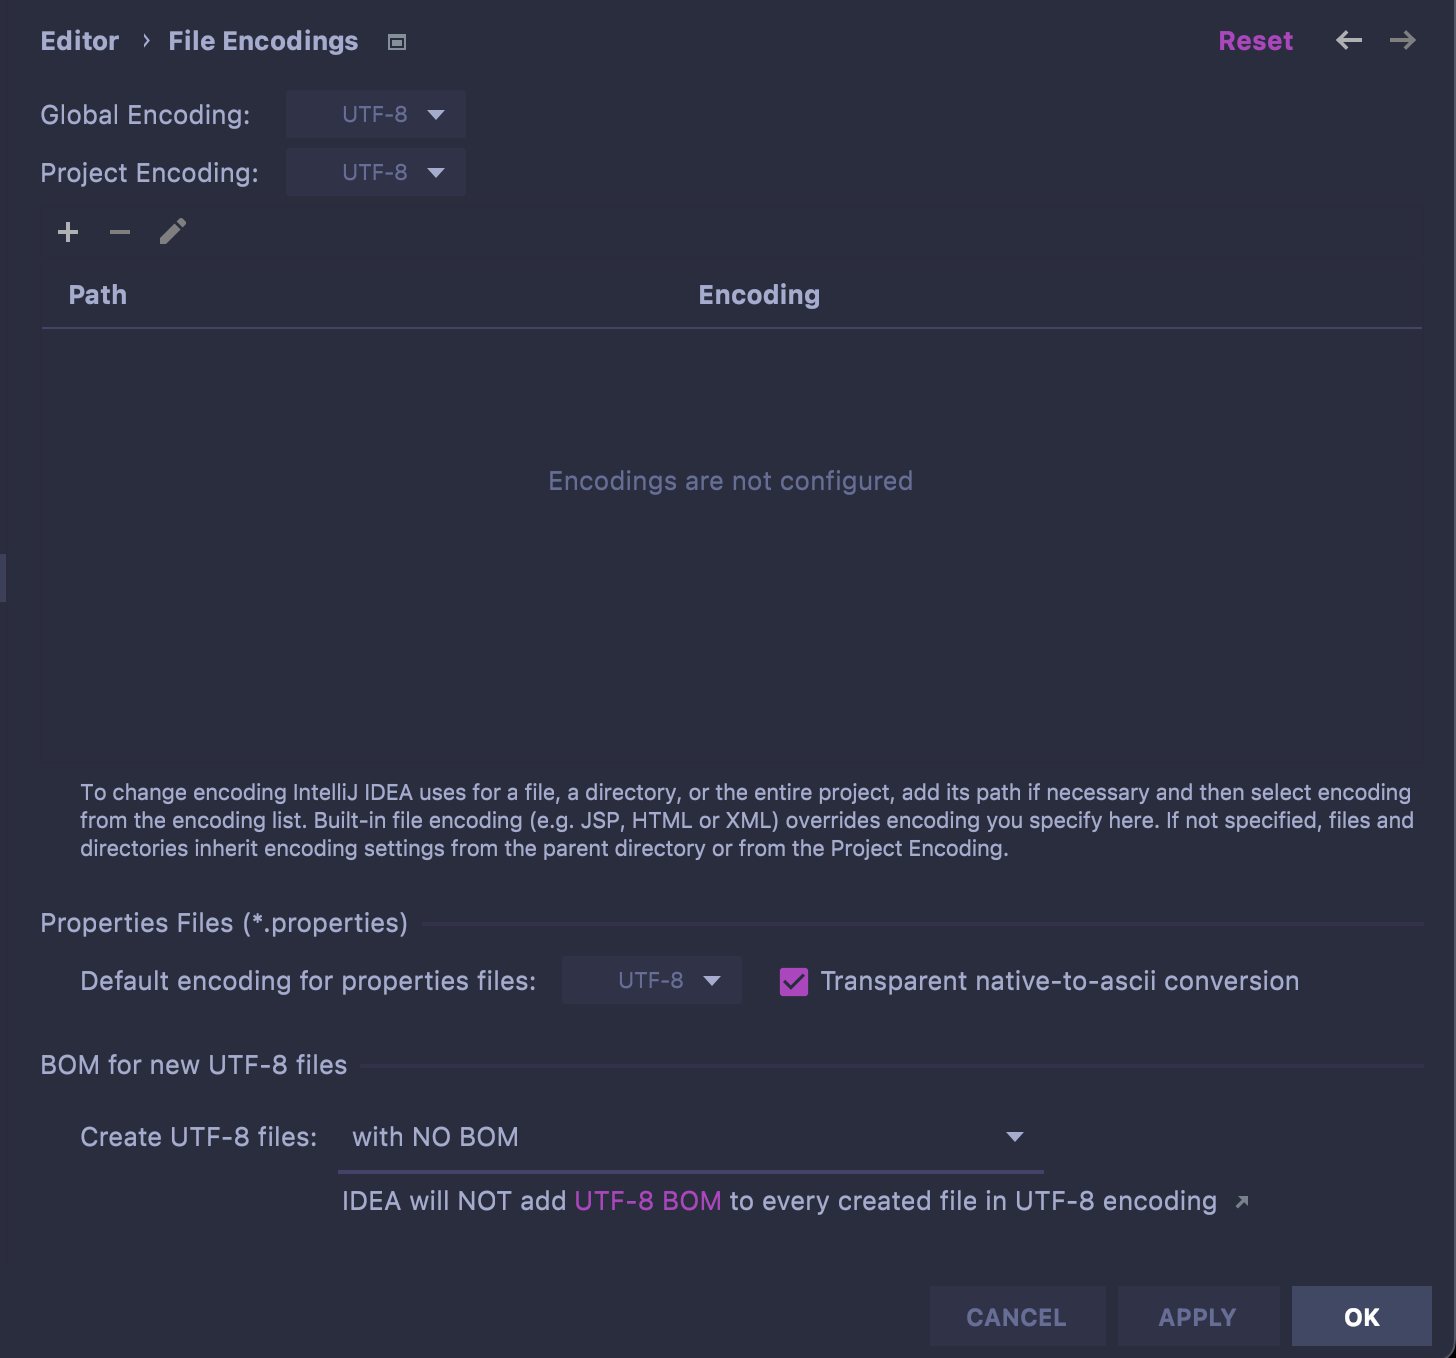 Editor › File Encodings
Reset
Global Encoding: UTF-8
Project Encoding: UTF-8
Path Encoding
Encodings are not configured
To change encoding IntelliJ IDEA uses for a file, a directory, or the entire project, add its path if necessary and then select encoding
from the encoding list. Built-in file encoding (e.g. JSP, HTML or XML) overrides encoding you specify here. If not specified, files and
directories inherit encoding settings from the parent directory or from the Project Encoding.
Properties Files (*.properties)
Default encoding for properties files: UTF-8 Transparent native-to-ascii conversion
BOM for new UTF-8 files
Create UTF-8 files: with NO BOM
IDEA will NOT add UTF-8 BOM to every created file in UTF-8 encoding
CANCEL APPLY OK